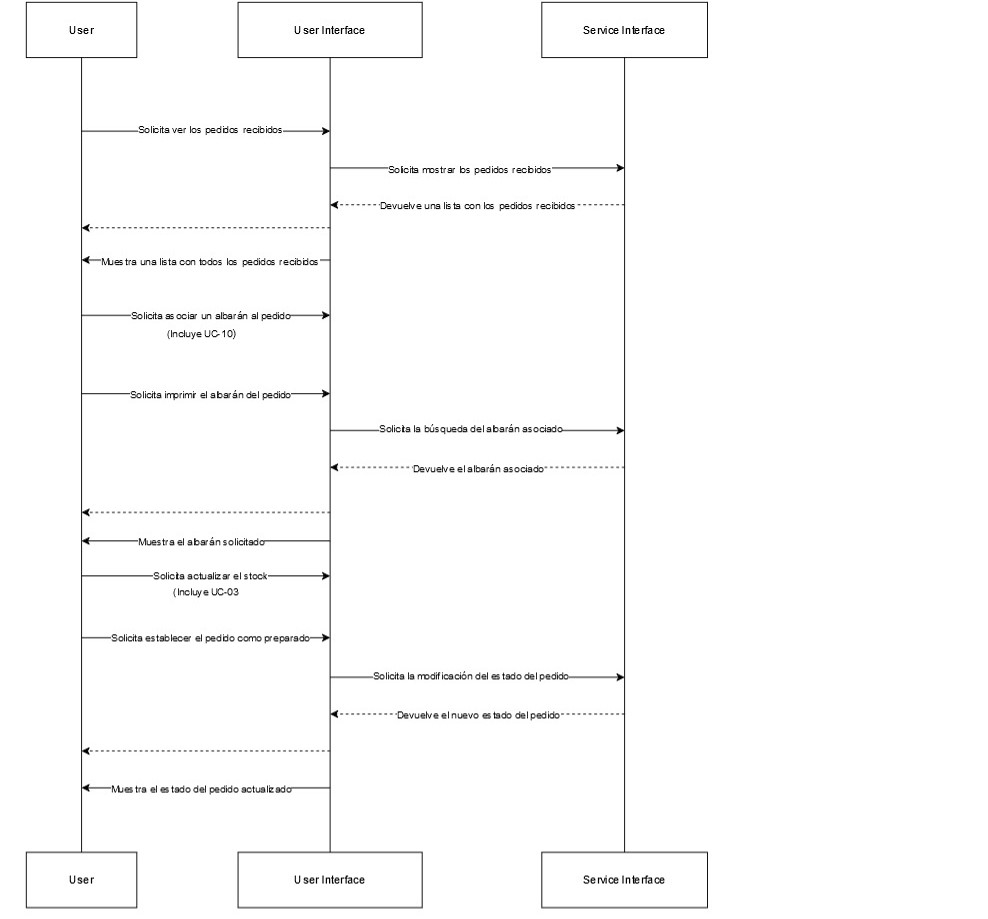 User
User Interface
Service Interface
Solicita ver los pedidos recibidos
Solicita mostrar los pedidos recibidos
Devuelve una lista con los pedidos recibidos
Muestra una lista con todos los pedidos recibidos
Solicita asociar un albarán al pedido
(Incluye UC-10)
Solicita imprimir el albarán del pedido
Solicita la búsqueda del albarán asociado
Devuelve el albarán asociado
Muestra el albarán solicitado
Solicita actualizar el stock
(Incluye UC-03
Solicita establecer el pedido como preparado
Solicita la modificación del estado del pedido
Devuelve el nuevo estado del pedido
Muestra el estado del pedido actualizado
User
User Interface
Service Interface